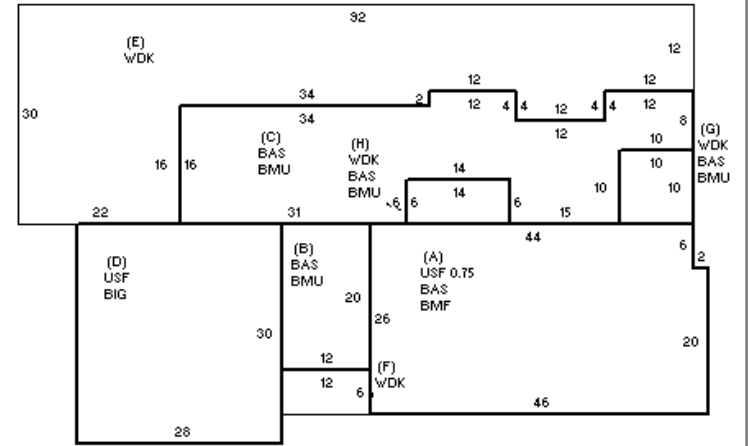 92
(E)
WDK
12
30
12
12
34
2
12
4
4
12
4
4
12
34
12
8
(C)
BAS
BMU
(H)
WDK
BAS
BMU
(G)
WDK
BAS
BMU
10
10
16
16
14
14
10
10
6
6
6
22
31
15
44
(D)
USF
BIG
(B)
BAS
BMU
(A)
USF 0.75
BAS
BMF
6
2
20
26
30
20
12
12
(F)
WDK
6
46
28